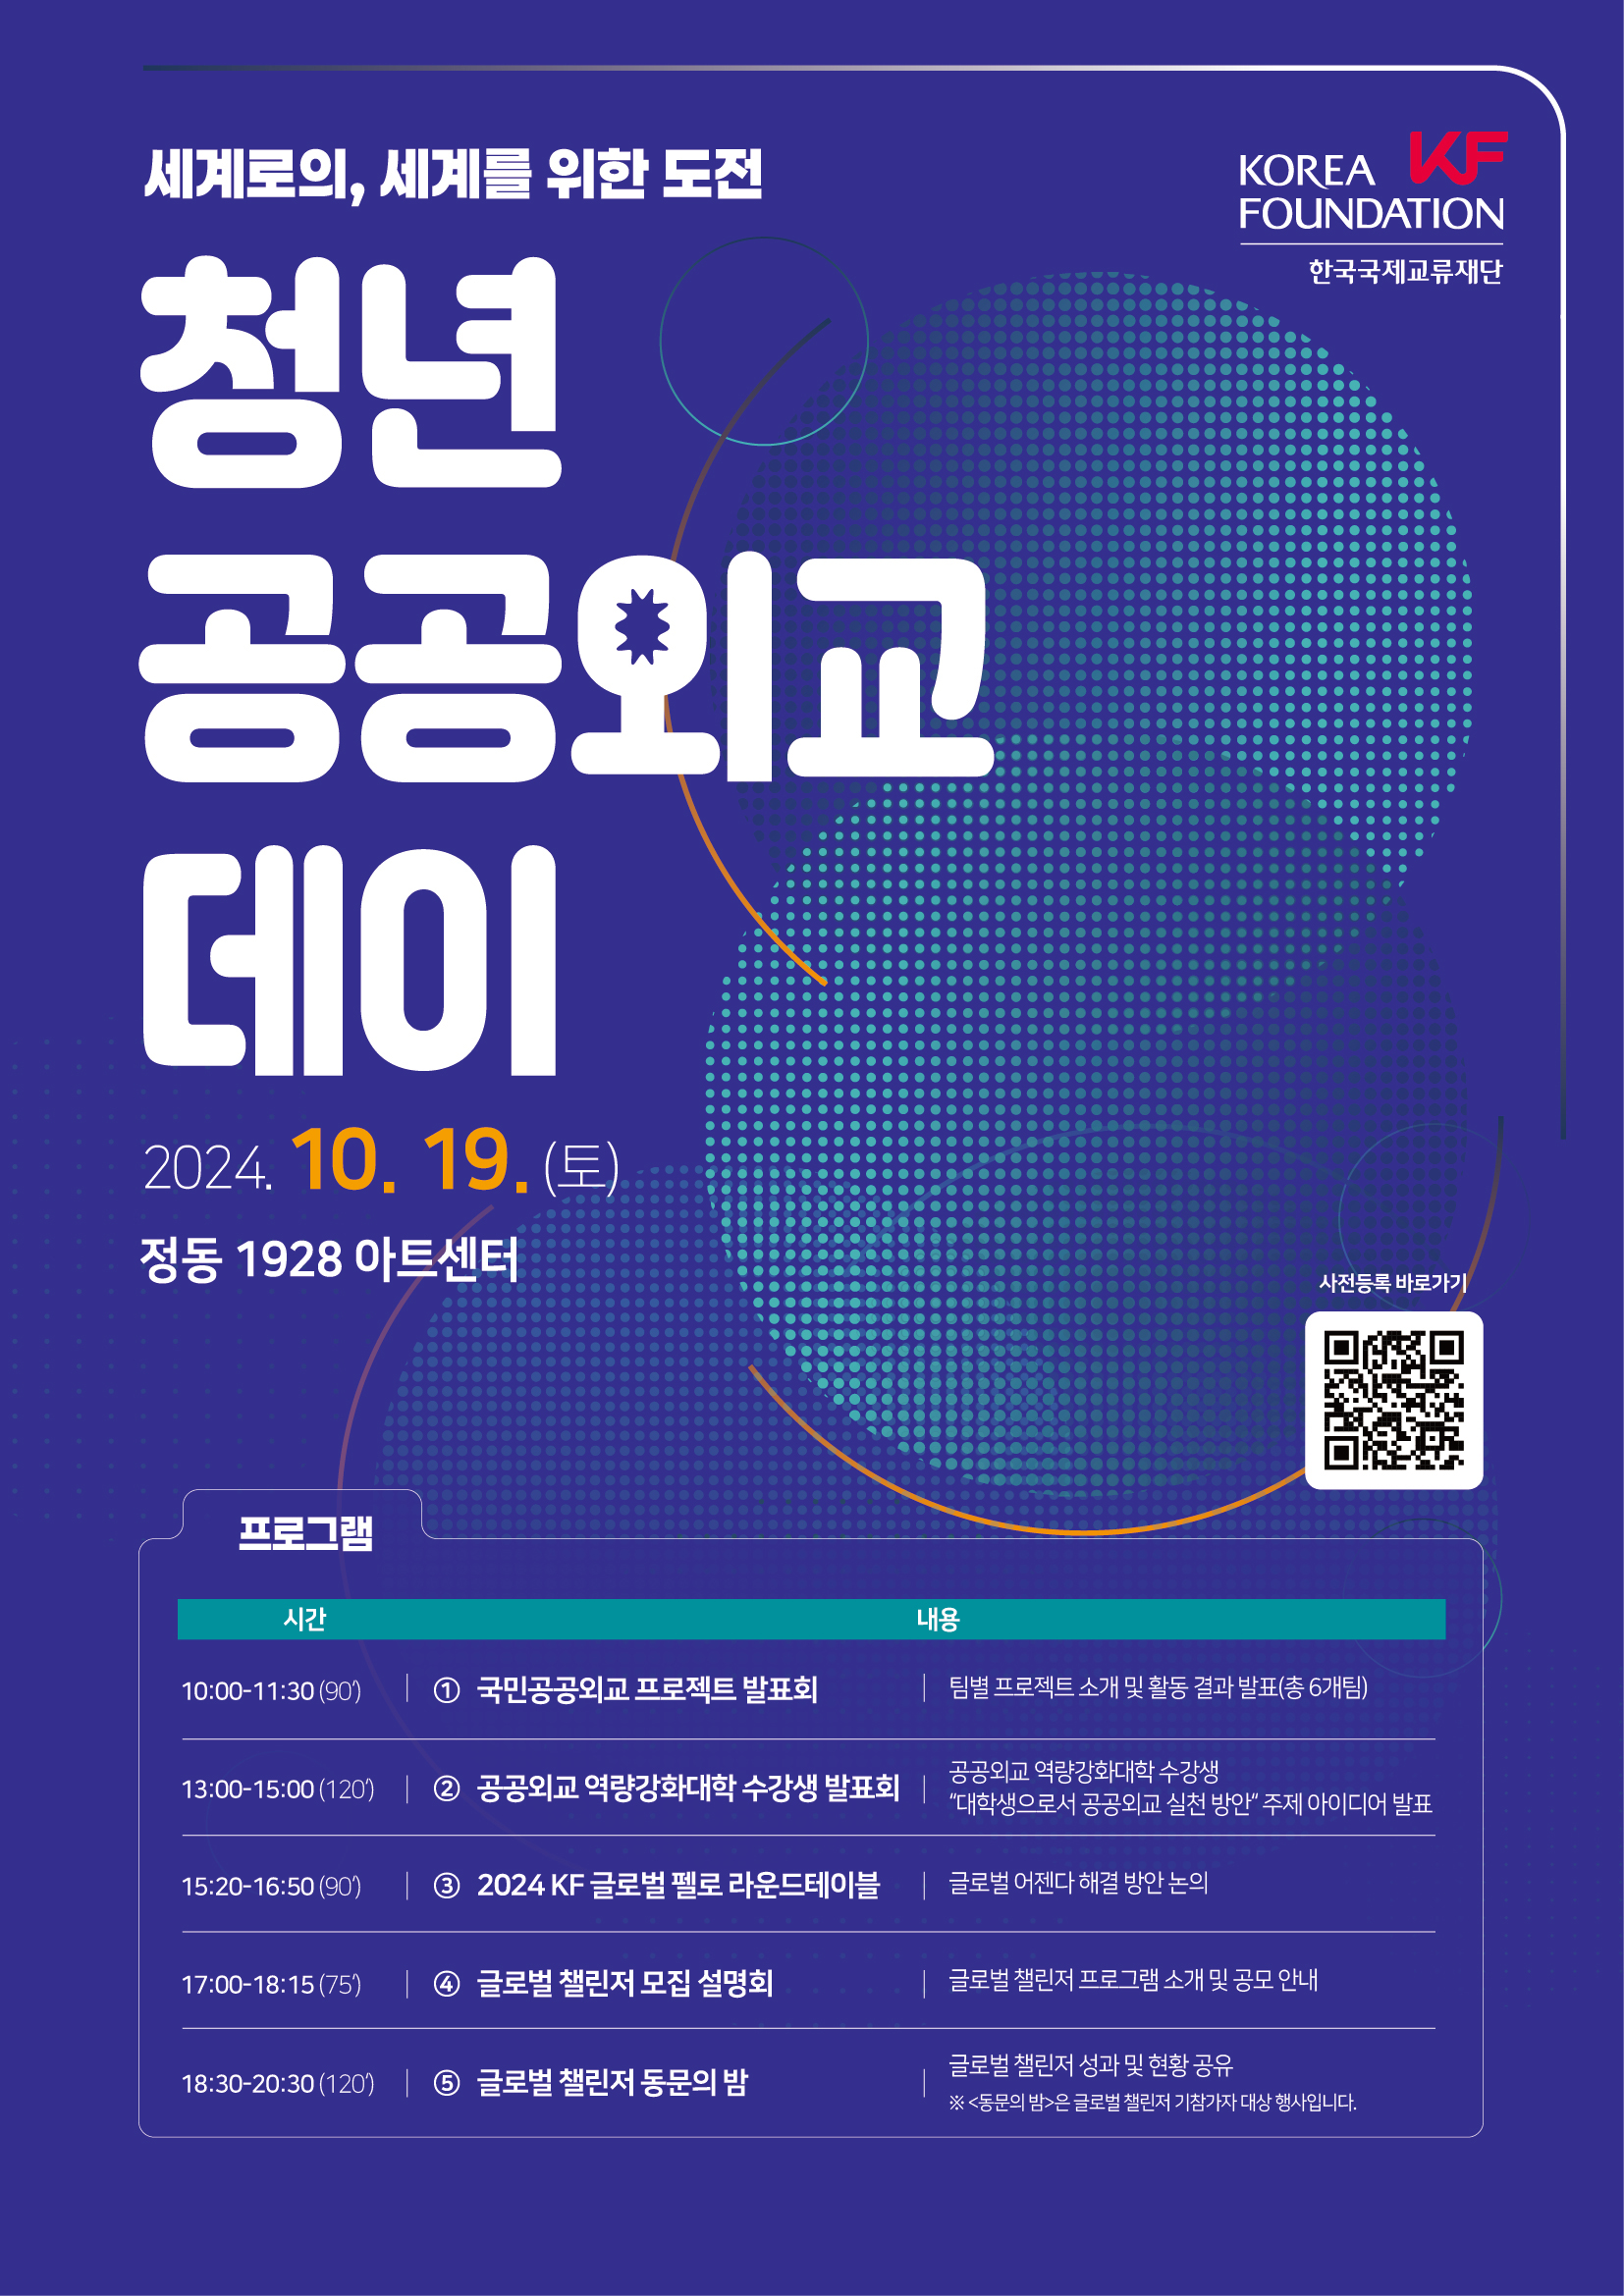 세계로의, 세계를 위한 도전
KOREA KF
FOUNDATION
한국국제교류재단
청년
공공외교
데이
2024. 10. 19. (토)
정동 1928 아트센터
사전등록 바로가기
프로그램
시간 내용
10:00-11:30 (90′) ① 국민공공외교 프로젝트 발표회 팀별 프로젝트 소개 및 활동 결과 발표(총 6개팀)
13:00-15:00 (120′) ② 공공외교 역량강화대학 수강생 발표회 공공외교 역량강화대학 수강생
“대학생으로서 공공외교 실천 방안“ 주제 아이디어 발표
15:20-16:50 (90′) ③ 2024 KF 글로벌 펠로 라운드테이블 글로벌 어젠다 해결 방안 논의
17:00-18:15 (75′) ④ 글로벌 챌린저 모집 설명회 글로벌 챌린저 프로그램 소개 및 공모 안내
18:30-20:30 (120′) ⑤ 글로벌 챌린저 동문의 밤 글로벌 챌린저 성과 및 현황 공유
※ <동문의 밤>은 글로벌 챌린저 기참가자 대상 행사입니다.